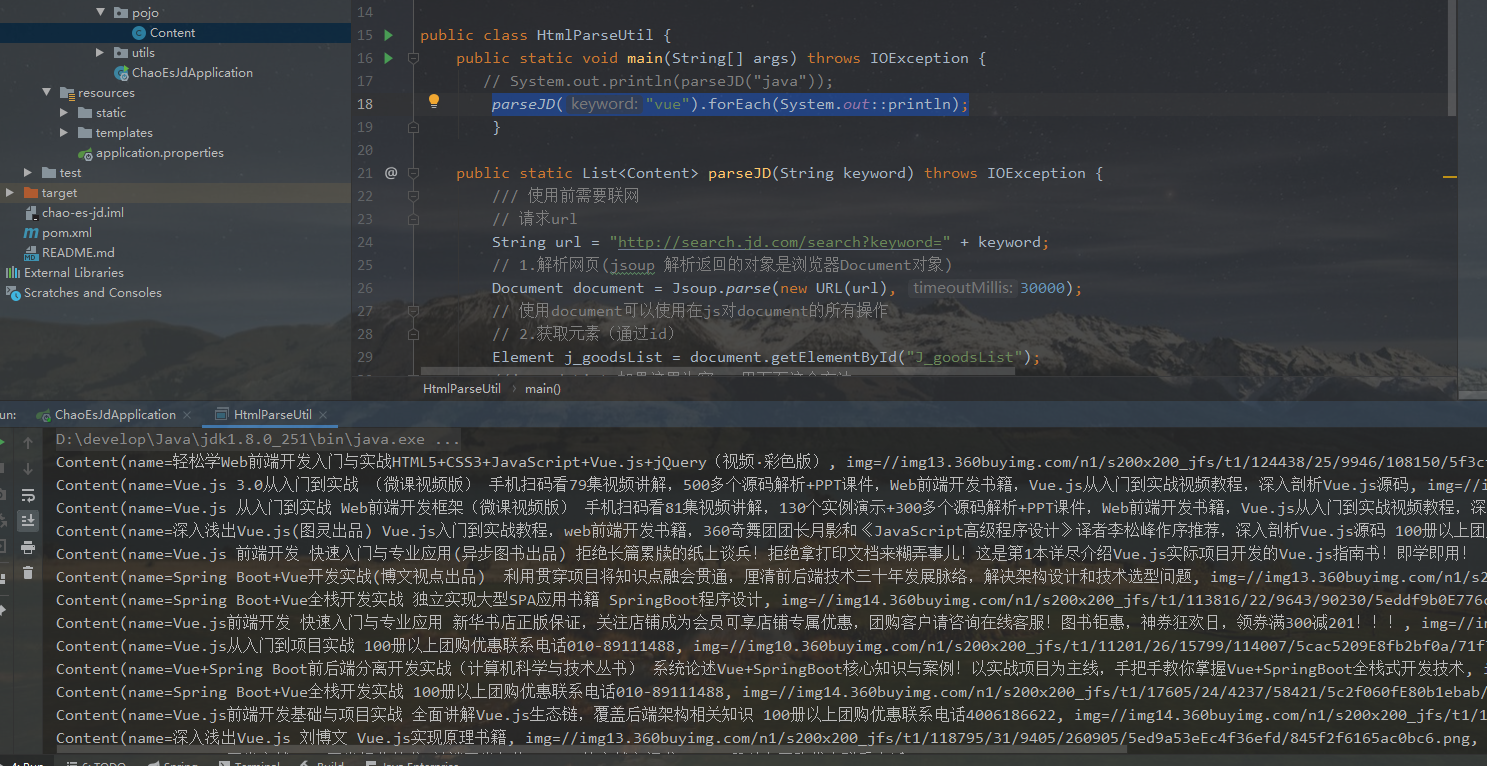 pojo
Content
utils
ChaoEsJdApplication
resources
static
templates
application.properties
test
target
chao-es-jd.iml
pom.xml
README.md
External Libraries
Scratches and Consoles
14
15 public class HtmlParseUtil {
16 public static void main(String[] args) throws IOException {
17 // System.out.println(parseJD("java"));
18 parseJD( keyword: "vue").forEach(System.out::println);
19 }
20
21 @ public static List<Content> parseJD(String keyword) throws IOException {
22 /// 使用前需要联网
23 // 请求url
24 String url = "http://search.jd.com/search?keyword=" + keyword;
25 // 1.解析网页(jsoup 解析返回的对象是浏览器Document对象)
26 Document document = Jsoup.parse(new URL(url), timeoutMillis: 30000);
27 // 使用document可以使用在js对document的所有操作
28 // 2.获取元素（通过id）
29 Element j_goodsList = document.getElementById("J_goodsList");
HtmlParseUtil › main()
un: ChaoEsJdApplication × HtmlParseUtil ×
D:\develop\Java\jdk1.8.0_251\bin\java.exe ...
Content(name=轻松学Web前端开发入门与实战HTML5+CSS3+JavaScript+Vue.js+jQuery（视频·彩色版）, img=//img13.360buyimg.com/n1/s200x200_jfs/t1/124438/25/9946/108150/5f3c
Content(name=Vue.js 3.0从入门到实战 （微课视频版） 手机扫码看79集视频讲解，500多个源码解析+PPT课件，Web前端开发书籍，Vue.js从入门到实战视频教程，深入剖析Vue.js源码, img=//i
Content(name=Vue.js 从入门到实战 Web前端开发框架（微课视频版） 手机扫码看81集视频讲解，130个实例演示+300多个源码解析+PPT课件，Web前端开发书籍，Vue.js从入门到实战视频教程，深
Content(name=深入浅出Vue.js(图灵出品) Vue.js入门到实战教程，web前端开发书籍，360奇舞团团长月影和《JavaScript高级程序设计》译者李松峰作序推荐，深入剖析Vue.js源码 100册以上团
Content(name=Vue.js 前端开发 快速入门与专业应用(异步图书出品) 拒绝长篇累牍的纸上谈兵！拒绝拿打印文档来糊弄事儿！这是第1本详尽介绍Vue.js实际项目开发的Vue.js指南书！即学即用！
Content(name=Spring Boot+Vue开发实战(博文视点出品) 利用贯穿项目将知识点融会贯通，厘清前后端技术三十年发展脉络，解决架构设计和技术选型问题, img=//img13.360buyimg.com/n1/s2
Content(name=Spring Boot+Vue全栈开发实战 独立实现大型SPA应用书籍 SpringBoot程序设计, img=//img14.360buyimg.com/n1/s200x200_jfs/t1/113816/22/9643/90230/5eddf9b0E776c
Content(name=Vue.js前端开发 快速入门与专业应用 新华书店正版保证，关注店铺成为会员可享店铺专属优惠，团购客户请咨询在线客服！图书钜惠，神券狂欢日，领券满300减201！！！, img=//im
Content(name=Vue.js从入门到项目实战 100册以上团购优惠联系电话010-89111488, img=//img10.360buyimg.com/n1/s200x200_jfs/t1/11201/26/15799/114007/5cac5209E8fb2bf0a/71f7
Content(name=Vue+Spring Boot前后端分离开发实战（计算机科学与技术丛书） 系统论述Vue+SpringBoot核心知识与案例！以实战项目为主线，手把手教你掌握Vue+SpringBoot全栈式开发技术, i
Content(name=Spring Boot+Vue全栈开发实战 100册以上团购优惠联系电话010-89111488, img=//img14.360buyimg.com/n1/s200x200_jfs/t1/17605/24/4237/58421/5c2f060fE80b1ebab/
Content(name=Vue.js前端开发基础与项目实战 全面讲解Vue.js生态链，覆盖后端架构相关知识 100册以上团购优惠联系电话4006186622, img=//img14.360buyimg.com/n1/s200x200_jfs/t1/1
Content(name=深入浅出Vue.js 刘博文 Vue.js实现原理书籍, img=//img13.360buyimg.com/n1/s200x200_jfs/t1/118795/31/9405/260905/5ed9a53eEc4f36efd/845f2f6165ac0bc6.png,